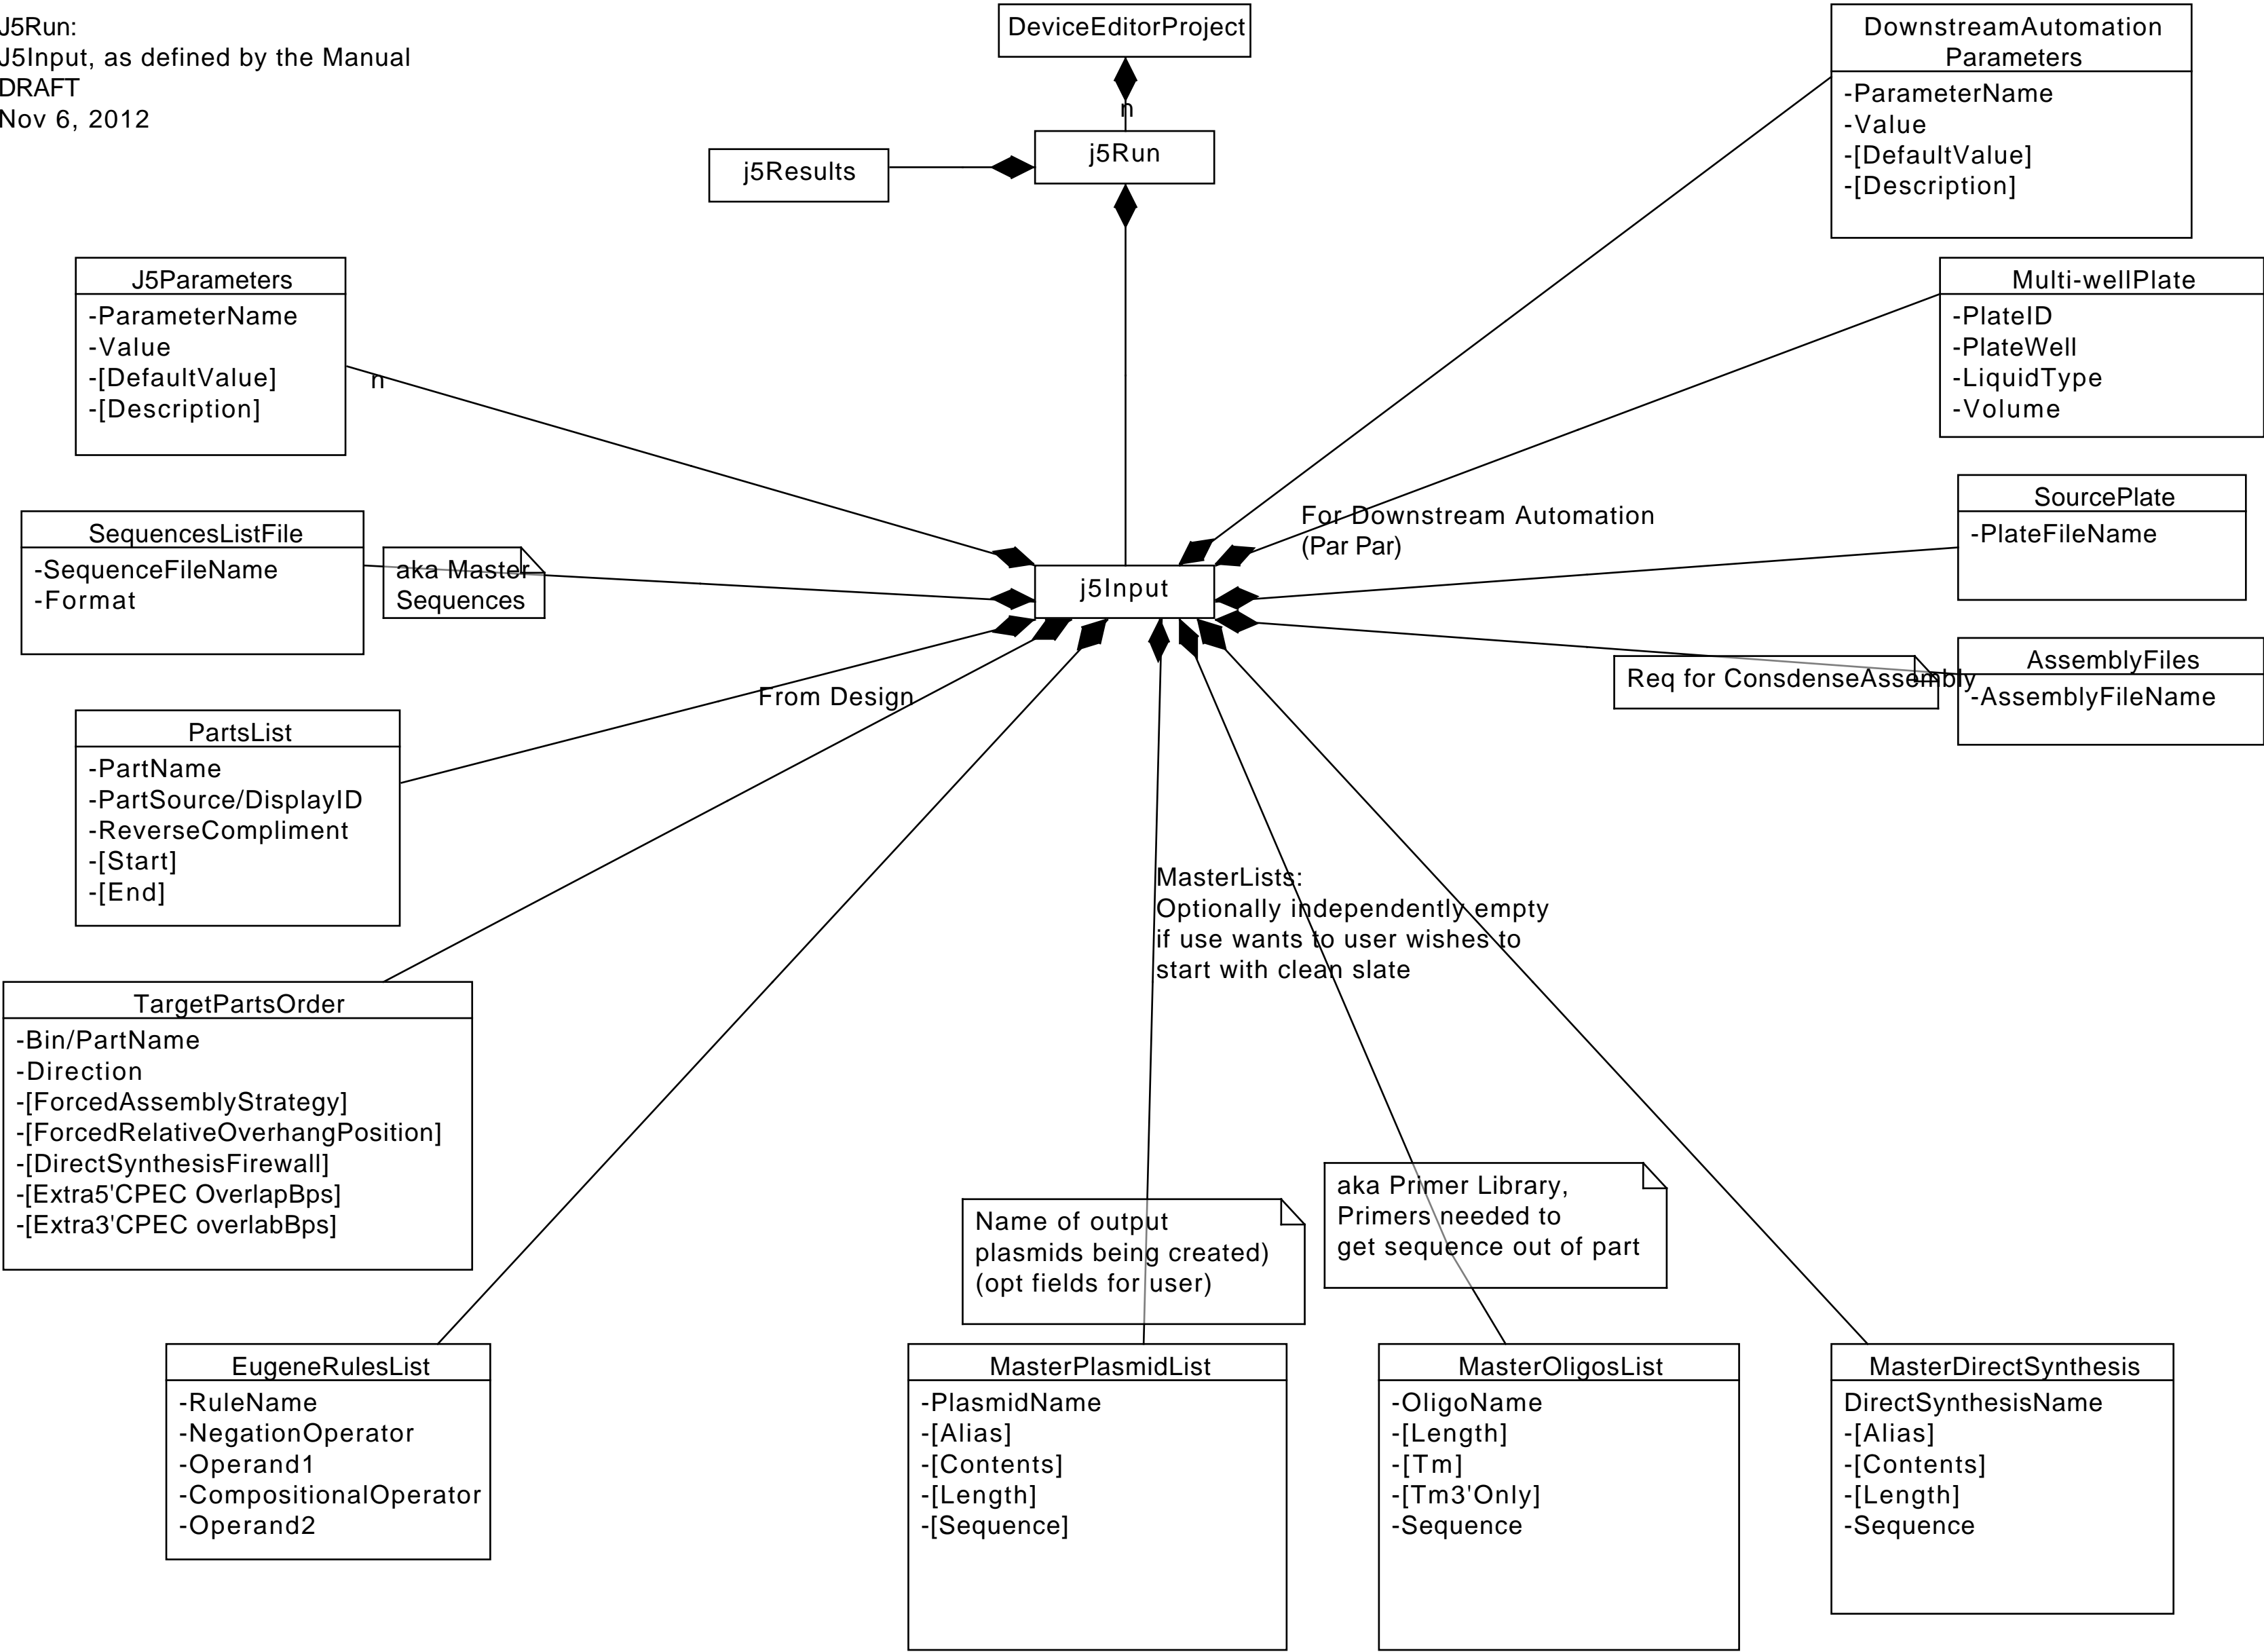 J5Run:
J5Input, as defined by the Manual
DRAFT
Nov 6, 2012
DeviceEditorProject
n
j5Run
j5Results
DownstreamAutomation
Parameters
-ParameterName
-Value
-[DefaultValue]
-[Description]
J5Parameters
-ParameterName
-Value
-[DefaultValue]
-[Description]
n
Multi-wellPlate
-PlateID
-PlateWell
-LiquidType
-Volume
SequencesListFile
-SequenceFileName
-Format
aka Master
Sequences
j5Input
For Downstream Automation
(Par Par)
SourcePlate
-PlateFileName
Req for ConsdenseAssembly
AssemblyFiles
-AssemblyFileName
From Design
PartsList
-PartName
-PartSource/DisplayID
-ReverseCompliment
-[Start]
-[End]
MasterLists:
Optionally independently empty
if use wants to user wishes to
start with clean slate
TargetPartsOrder
-Bin/PartName
-Direction
-[ForcedAssemblyStrategy]
-[ForcedRelativeOverhangPosition]
-[DirectSynthesisFirewall]
-[Extra5'CPEC OverlapBps]
-[Extra3'CPEC overlabBps]
Name of output
plasmids being created)
(opt fields for user)
aka Primer Library,
Primers needed to
get sequence out of part
EugeneRulesList
-RuleName
-NegationOperator
-Operand1
-CompositionalOperator
-Operand2
MasterPlasmidList
-PlasmidName
-[Alias]
-[Contents]
-[Length]
-[Sequence]
MasterOligosList
-OligoName
-[Length]
-[Tm]
-[Tm3'Only]
-Sequence
MasterDirectSynthesis
DirectSynthesisName
-[Alias]
-[Contents]
-[Length]
-Sequence